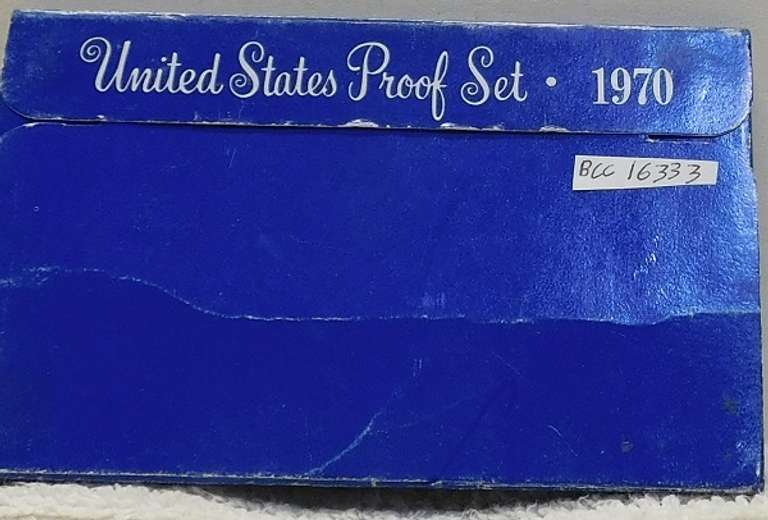 United States Proof Set · 1970
BCC 16333